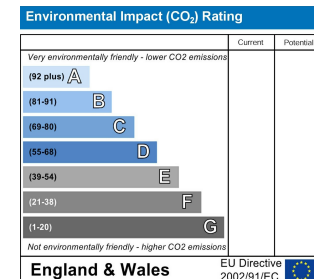 Environmental Impact (CO₂) Rating
Current Potential
Very environmentally friendly - lower CO2 emissions
(92 plus) A
(81-91) B
(69-80) C
(55-68) D
(39-54) E
(21-38) F
(1-20) G
Not environmentally friendly - higher CO2 emissions
England & Wales
EU Directive
2002/91/EC